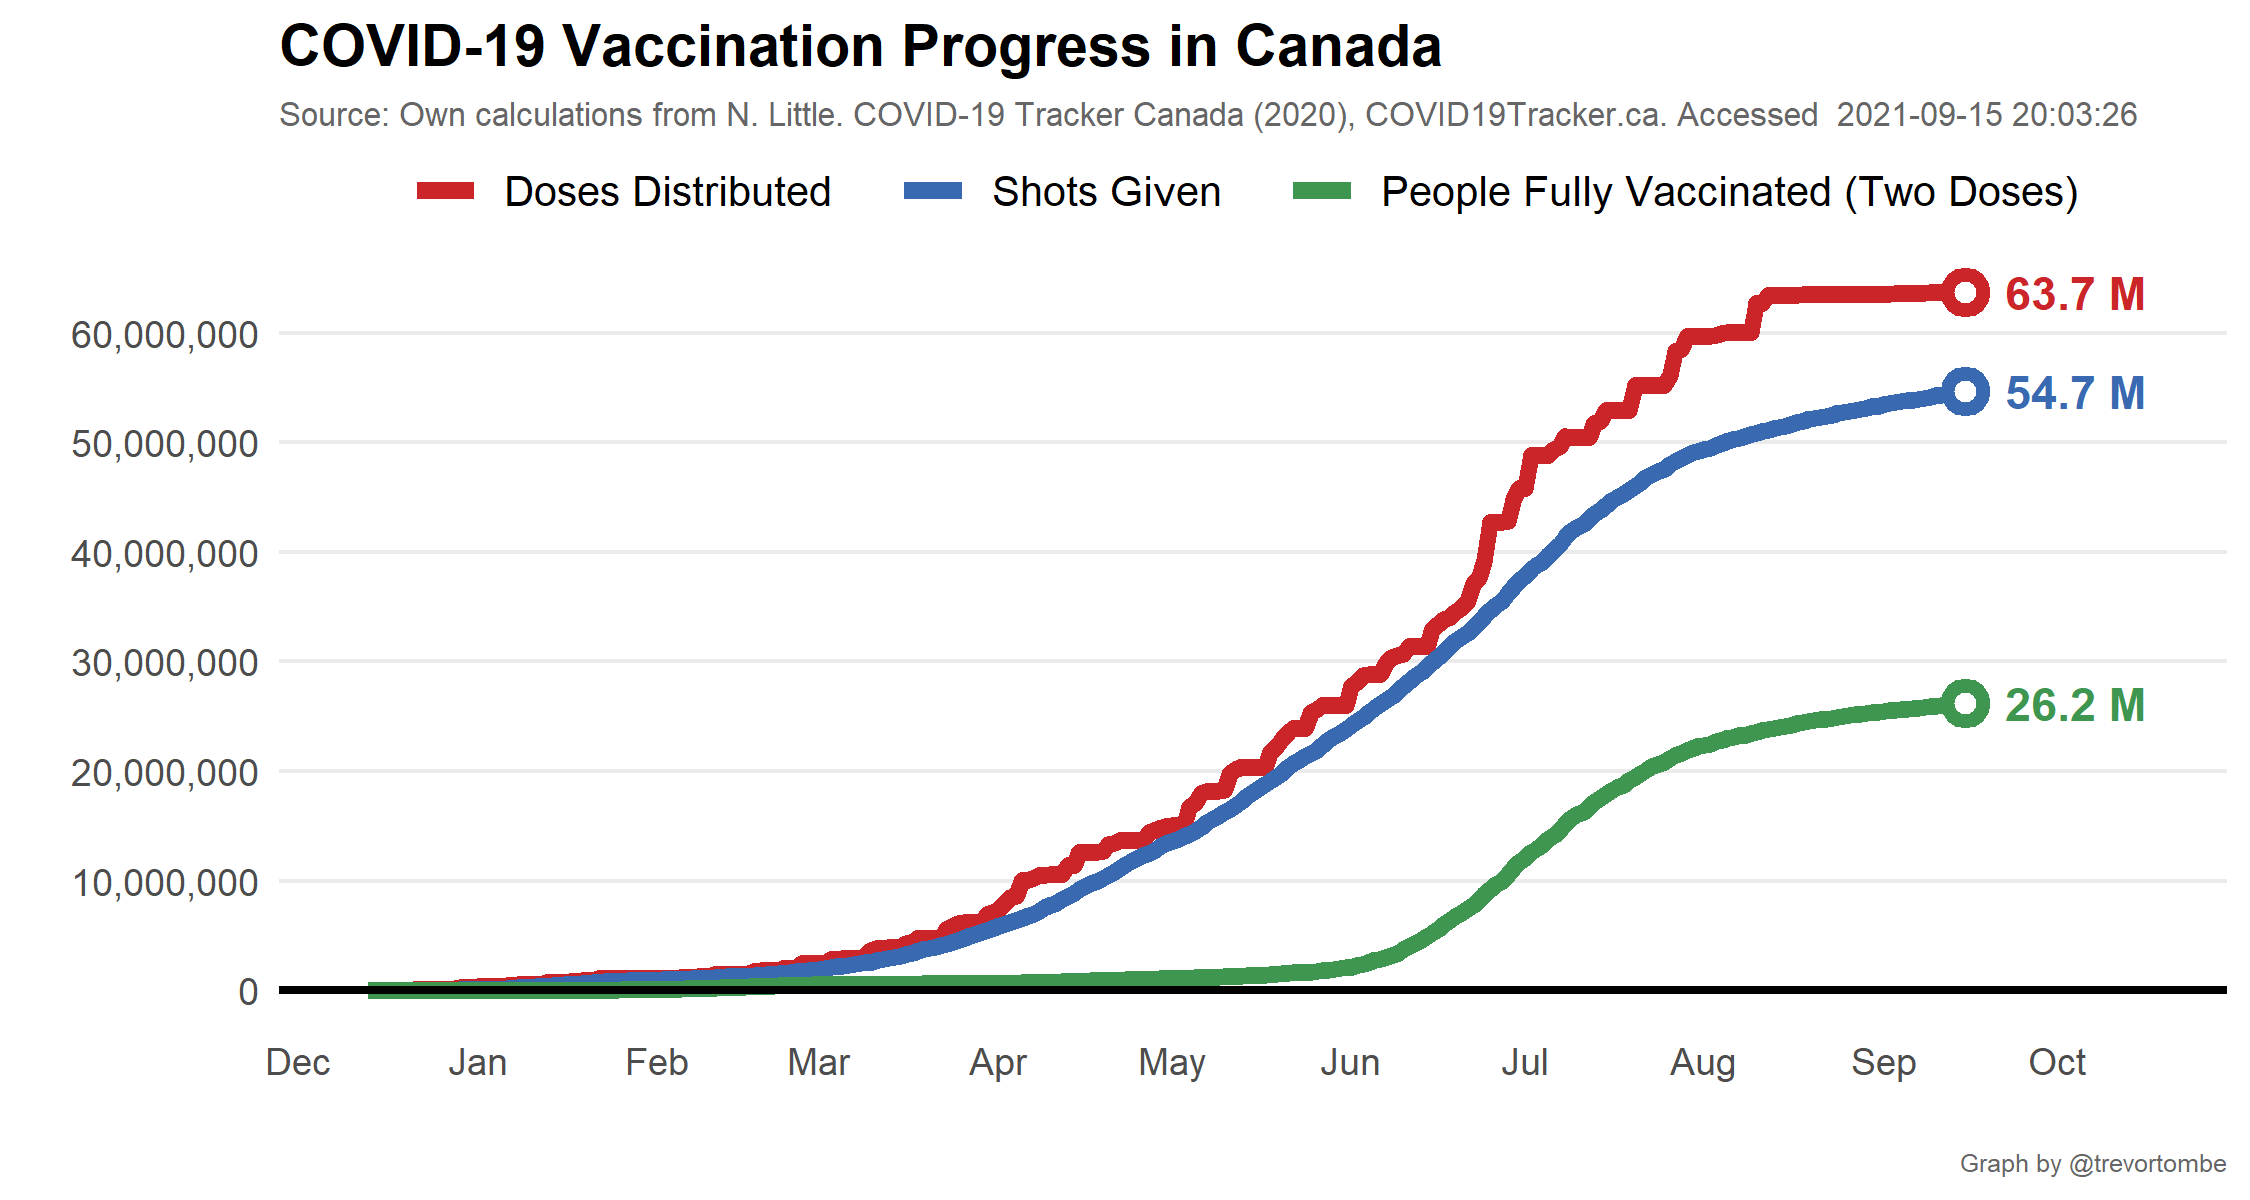 COVID-19 Vaccination Progress in Canada
Source: Own calculations from N. Little. COVID-19 Tracker Canada (2020), COVID19Tracker.ca. Accessed  2021-09-15 20:03:26
Doses Distributed
Shots Given
People Fully Vaccinated (Two Doses)
63.7 M
60,000,000
54.7 M
50,000,000
40,000,000
30,000,000
26.2 M
20,000,000
10,000,000
0
Dec Jan Feb Mar Apr May Jun Jul Aug Sep Oct
Graph by @trevortombe